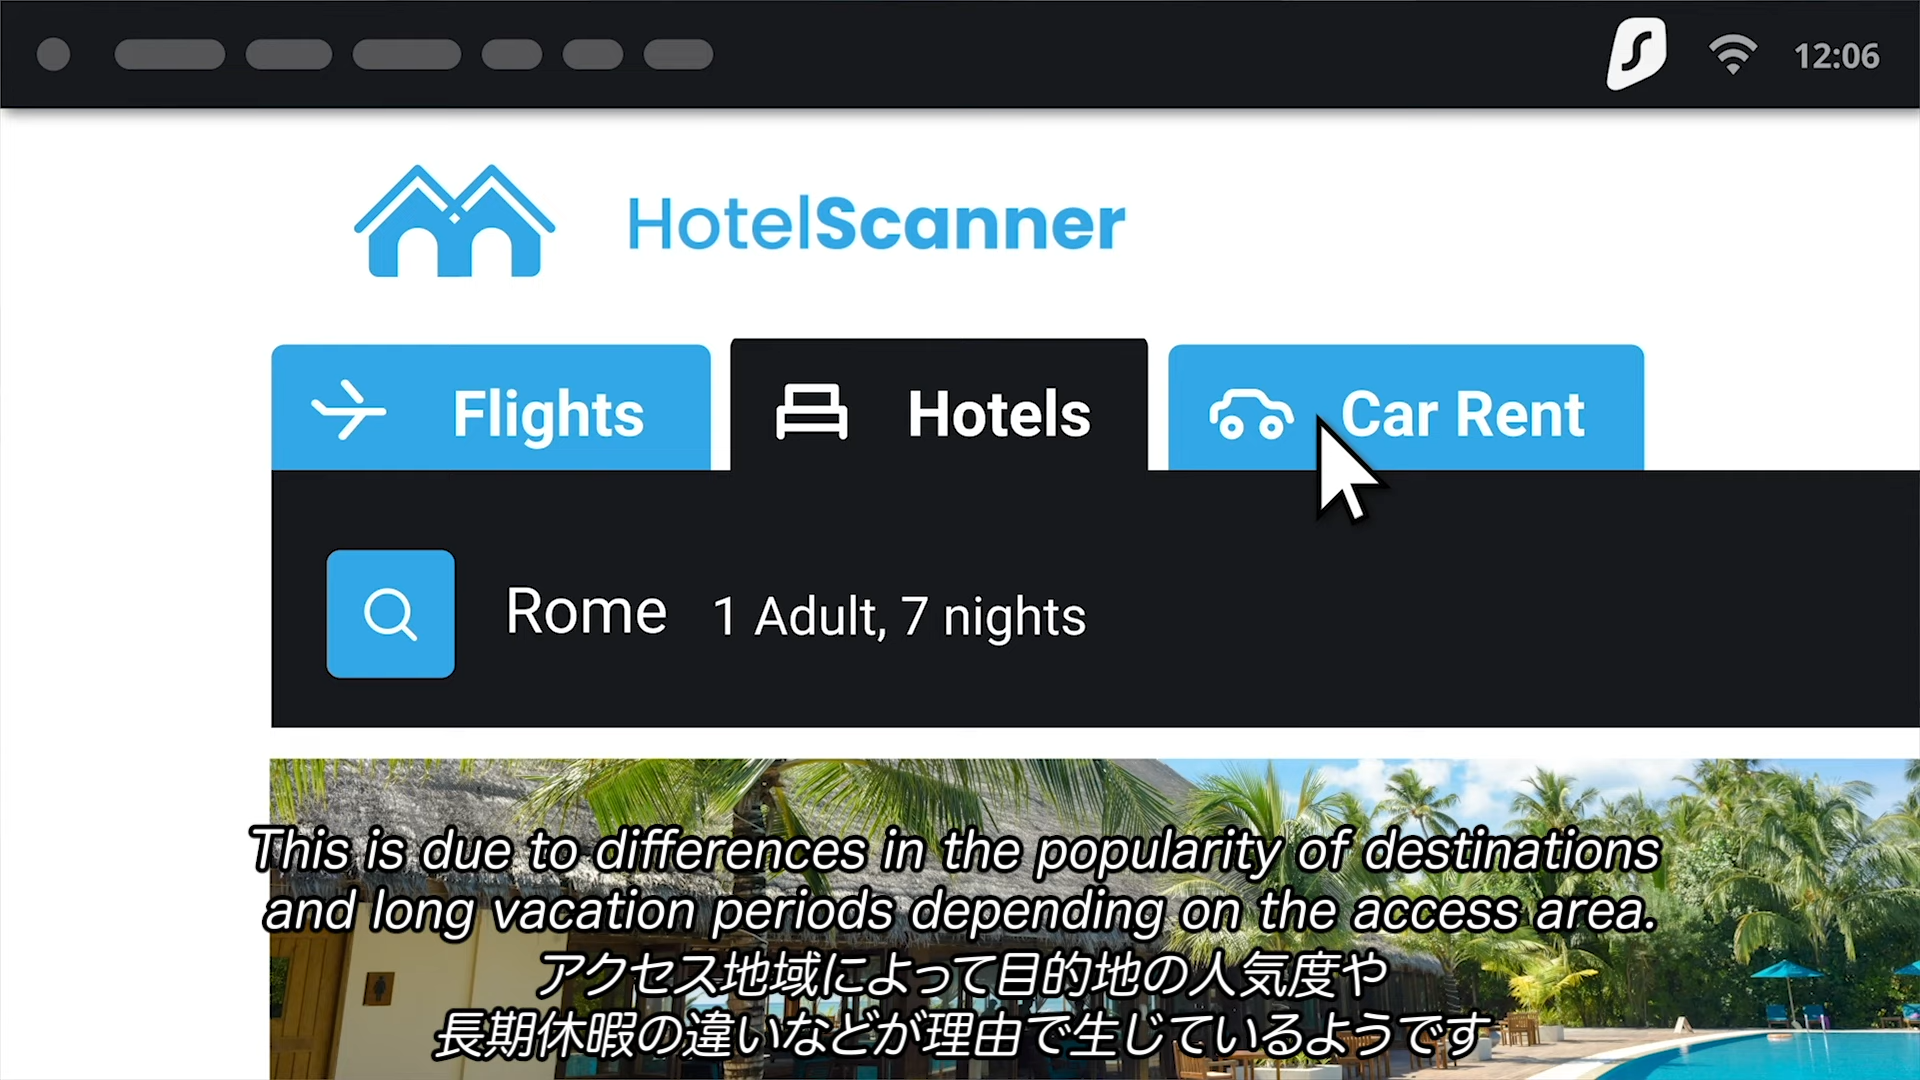 12:06
HotelScanner
Flights
Hotels
Car Rent
Rome 1 Adult, 7 nights
This is due to differences in the popularity of destinations
and long vacation periods depending on the access area.
アクセス地域によって目的地の人気度や
長期休暇の違いなどが理由で生じているようです